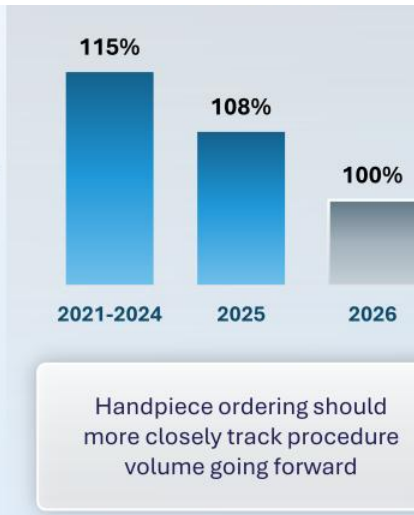 115%
108%
100%
2021-2024
2025
2026
Handpiece ordering should
more closely track procedure
volume going forward